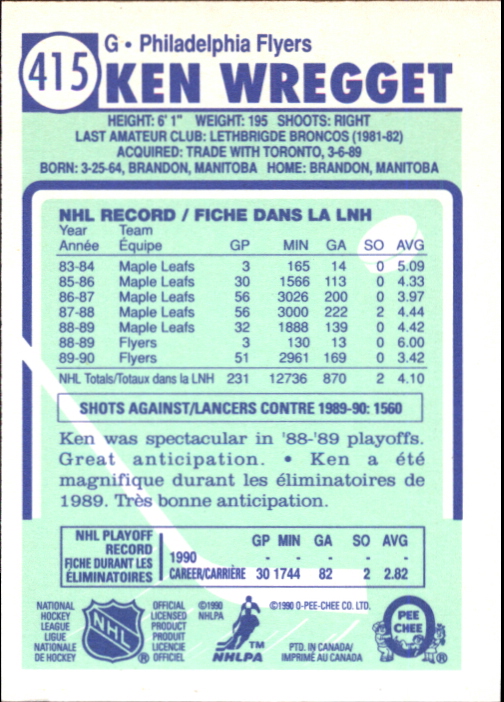 415
G • Philadelphia Flyers
KEN WREGGET
HEIGHT: 6' 1" WEIGHT: 195 SHOOTS: RIGHT
LAST AMATEUR CLUB: LETHBRIGDE BRONCOS (1981-82)
ACQUIRED: TRADE WITH TORONTO, 3-6-89
BORN: 3-25-64, BRANDON, MANITOBA HOME: BRANDON, MANITOBA
NHL RECORD / FICHE DANS LA LNH
Year Team
Année Équipe GP MIN GA SO AVG
83-84 Maple Leafs 3 165 14 0 5.09
85-86 Maple Leafs 30 1566 113 0 4.33
86-87 Maple Leafs 56 3026 200 0 3.97
87-88 Maple Leafs 56 3000 222 2 4.44
88-89 Maple Leafs 32 1888 139 0 4.42
88-89 Flyers 3 130 13 0 6.00
89-90 Flyers 51 2961 169 0 3.42
NHL Totals/Totaux dans la LNH 231 12736 870 2 4.10
SHOTS AGAINST/LANCERS CONTRE 1989-90: 1560
Ken was spectacular in '88-'89 playoffs.
Great anticipation. • Ken a été
magnifique durant les éliminatoires de
1989. Très bonne anticipation.
NHL PLAYOFF
RECORD
FICHE DURANT LES
ÉLIMINATOIRES
GP MIN GA SO AVG
1990 - - - - -
CAREER/CARRIÈRE 30 1744 82 2 2.82
NATIONAL
HOCKEY
LEAGUE
LIGUE
NATIONALE
DE HOCKEY
NHL
®
OFFICIAL
LICENSED
PRODUCT
PRODUIT
LICENCIE
OFFICIEL
©1990
NHLPA
TM
NHLPA
©1990 O-PEE-CHEE CO. LTD.
PTD. IN CANADA/
IMPRIMÉ AU CANADA
PEE
CHEE
®